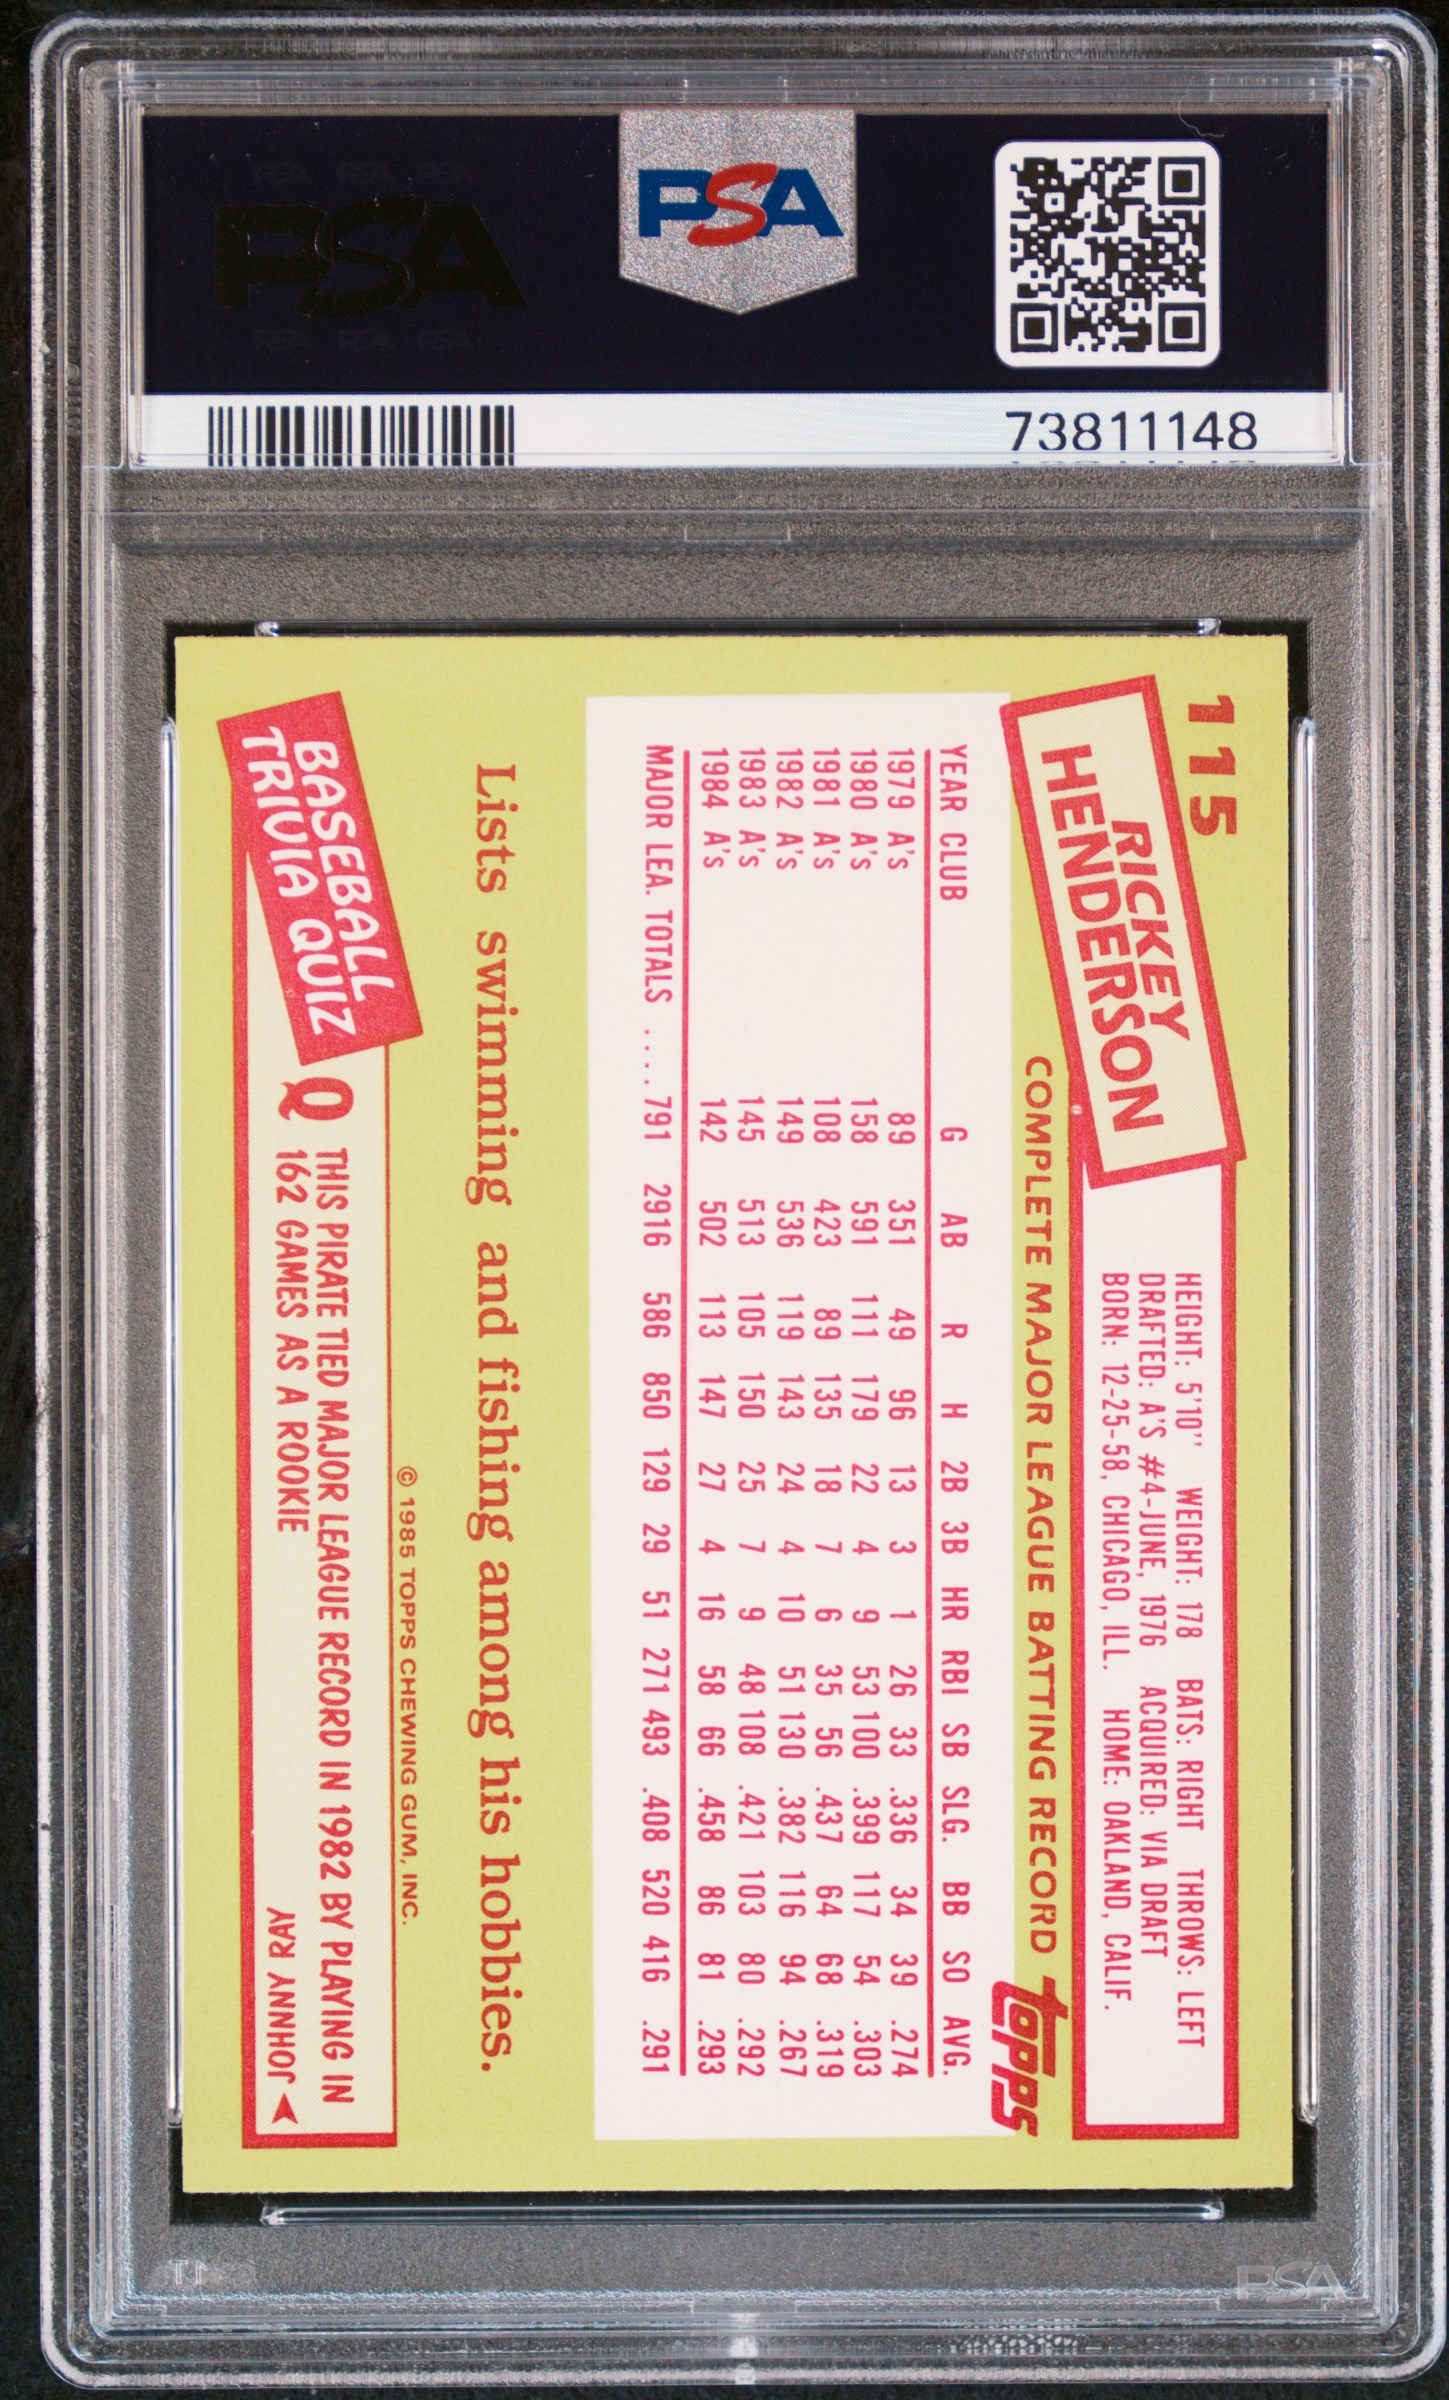 PSA
PSA
73811148
115
RICKEY
HENDERSON
HEIGHT: 5'10" WEIGHT: 178 BATS: RIGHT THROWS: LEFT
DRAFTED: A'S #4-JUNE, 1976 ACQUIRED: VIA DRAFT
BORN: 12-25-58, CHICAGO, ILL. HOME: OAKLAND, CALIF.
COMPLETE MAJOR LEAGUE BATTING RECORD topps
YEAR CLUB G AB R H 2B 3B HR RBI SB SLG. BB SO AVG.
1979 A's 89 351 49 96 13 3 1 26 33 .336 34 39 .274
1980 A's 158 591 111 179 22 4 9 53 100 .399 117 54 .303
1981 A's 108 423 89 135 18 7 6 35 56 .437 64 68 .319
1982 A's 149 536 119 143 24 4 10 51 130 .382 116 94 .267
1983 A's 145 513 105 150 25 7 9 48 108 .421 103 80 .292
1984 A's 142 502 113 147 27 4 16 58 66 .458 86 81 .293
MAJOR LEA. TOTALS .... 791 2916 586 850 129 29 51 271 493 .408 520 416 .291
Lists swimming and fishing among his hobbies.
© 1985 TOPPS CHEWING GUM, INC.
BASEBALL
TRIVIA QUIZ
Q THIS PIRATE TIED MAJOR LEAGUE RECORD IN 1982 BY PLAYING IN
162 GAMES AS A ROOKIE
JOHNNY RAY
PSA